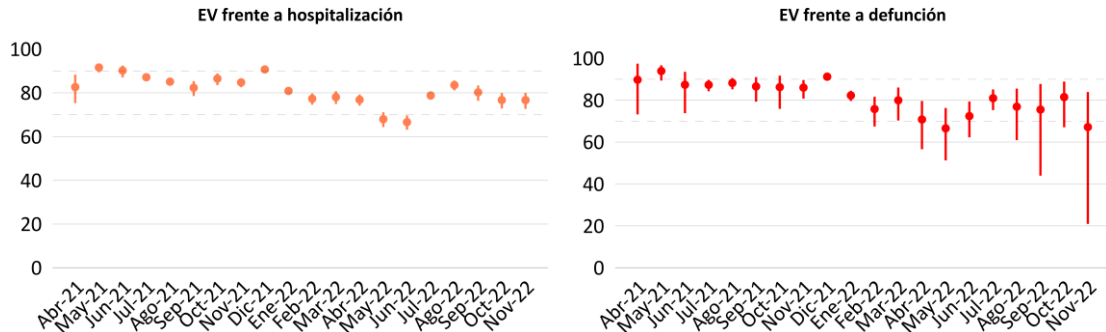 EV frente a hospitalización
100
80
60
40
20
0
Abr-21
May-21
Jun-21
Jul-21
Ago-21
Sep-21
Oct-21
Nov-21
Dic-21
Ene-22
Feb-22
Mar-22
Abr-22
May-22
Jun-22
Jul-22
Ago-22
Sep-22
Oct-22
Nov-22
EV frente a defunción
100
80
60
40
20
0
Abr-21
May-21
Jun-21
Jul-21
Ago-21
Sep-21
Oct-21
Nov-21
Dic-21
Ene-22
Feb-22
Mar-22
Abr-22
May-22
Jun-22
Jul-22
Ago-22
Sep-22
Oct-22
Nov-22